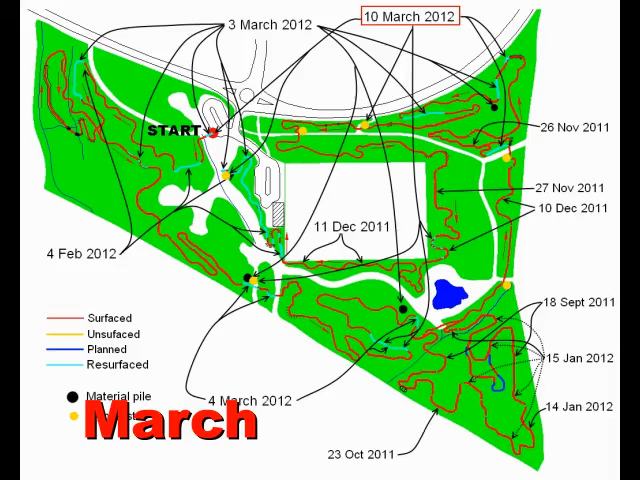 3 March 2012
10 March 2012
START
26 Nov 2011
27 Nov 2011
10 Dec 2011
11 Dec 2011
4 Feb 2012
18 Sept 2011
Surfaced
Unsufaced
Planned
Resurfaced
15 Jan 2012
Material pile
4 March 2012
14 Jan 2012
March
23 Oct 2011